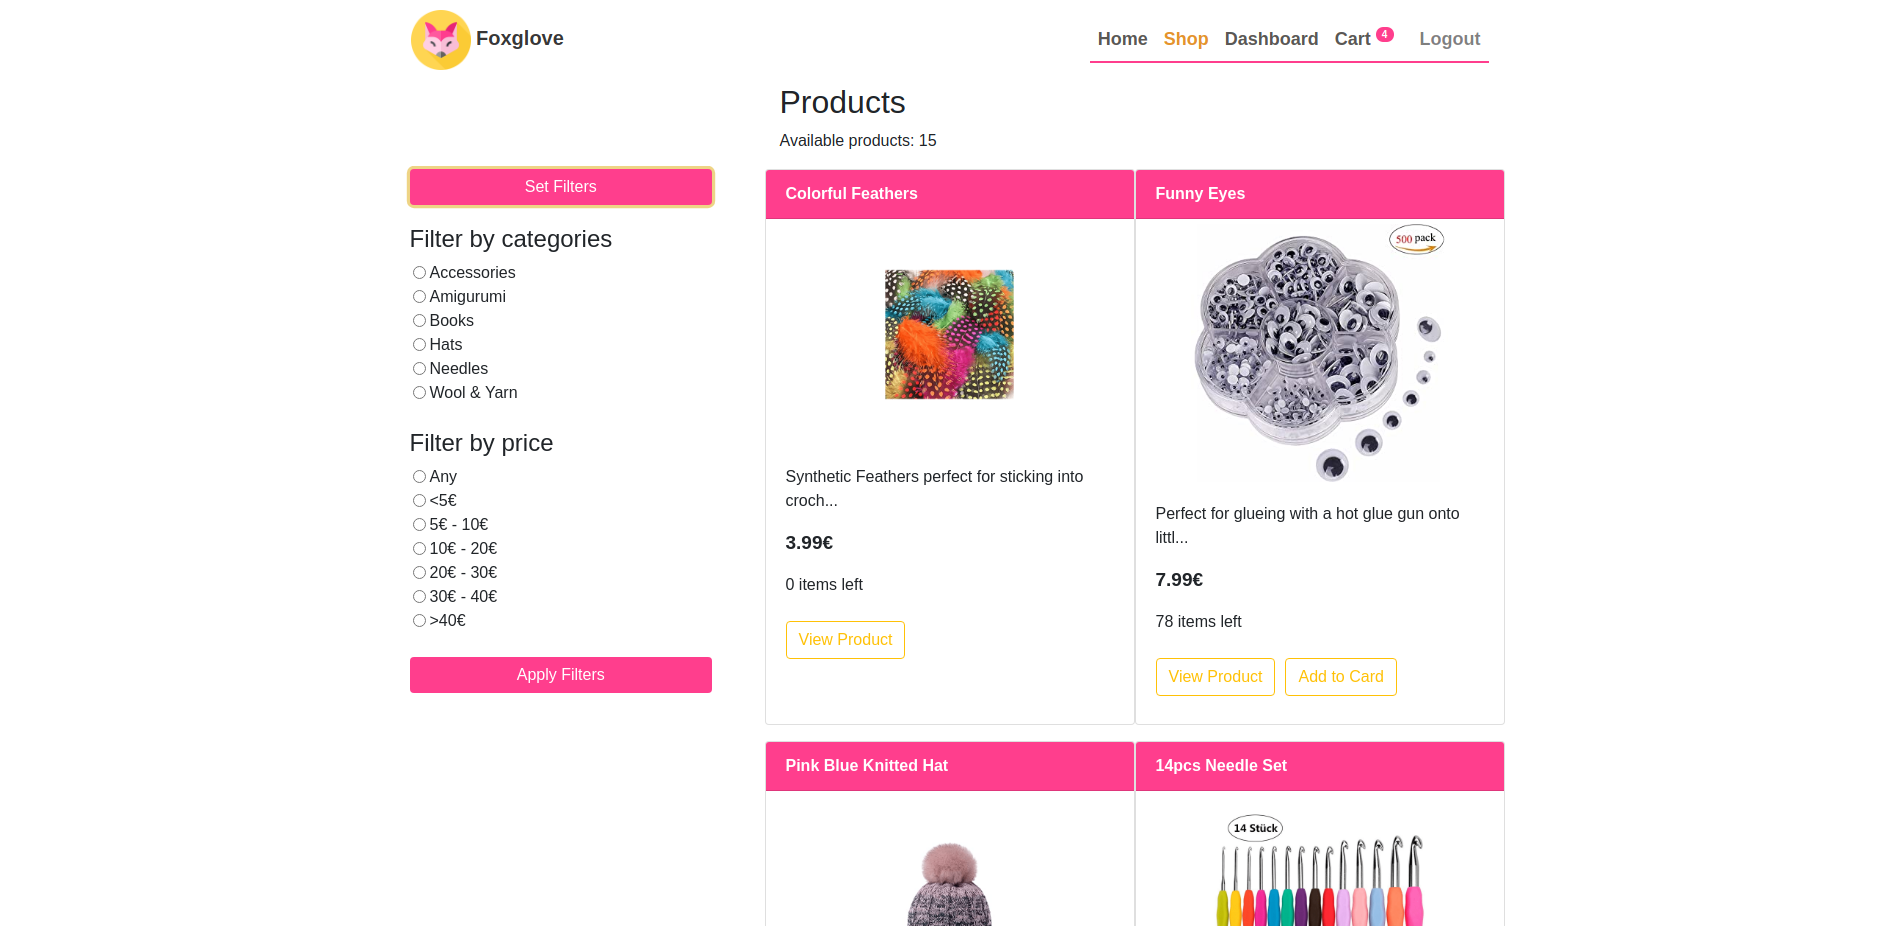 Foxglove
Home Shop Dashboard Cart 4 Logout
Products
Available products: 15
Set Filters
Filter by categories
Accessories
Amigurumi
Books
Hats
Needles
Wool & Yarn
Filter by price
Any
<5€
5€ - 10€
10€ - 20€
20€ - 30€
30€ - 40€
>40€
Apply Filters
Colorful Feathers
Synthetic Feathers perfect for sticking into
croch...
3.99€
0 items left
View Product
Funny Eyes
500 pack
Perfect for glueing with a hot glue gun onto
littl...
7.99€
78 items left
View Product Add to Card
Pink Blue Knitted Hat
14pcs Needle Set
14 Stück